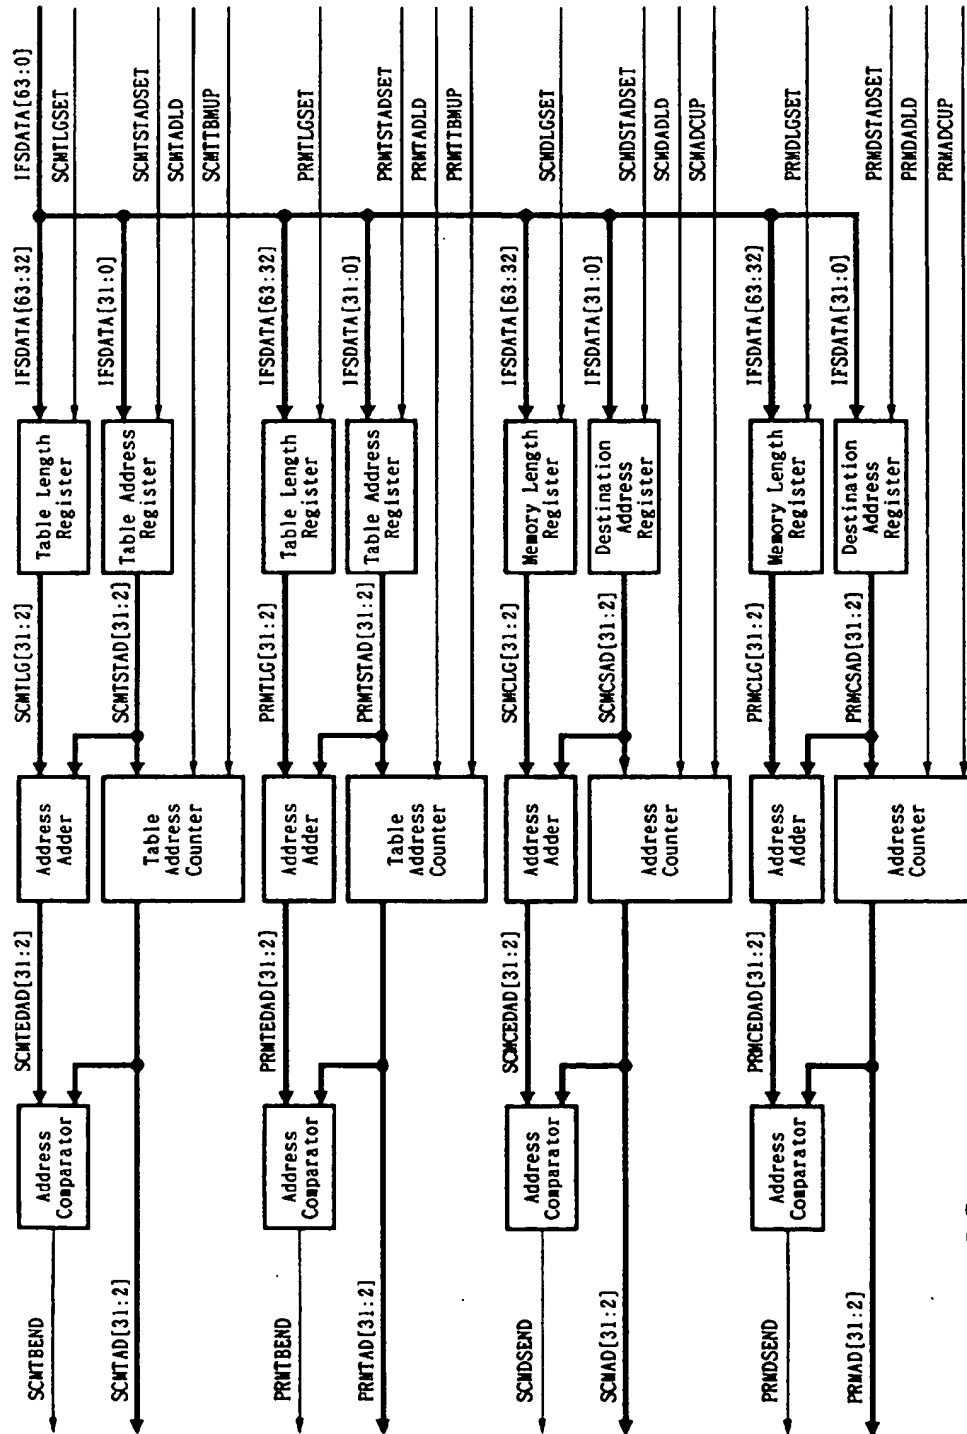 IFSDATA[63:0]
SCMTLGSET
SCMTSTADSET
SCMTADLD
SCMTTBMUP
PRMTLGSET
PRMTSTADSET
PRMTADLD
PRMTTBMUP
SCMDLGSET
SCMDSTADSET
SCMDADLD
SCMADCUP
PRMDLGSET
PRMDSTADSET
PRMDADLD
PRMADCUP
IFSDATA[63:32]
IFSDATA[31:0]
IFSDATA[63:32]
IFSDATA[31:0]
IFSDATA[63:32]
IFSDATA[31:0]
IFSDATA[63:32]
IFSDATA[31:0]
Table Length
Register
Table Address
Register
Table Length
Register
Table Address
Register
Memory Length
Register
Destination
Address
Register
Memory Length
Register
Destination
Address
Register
SCMTLG[31:2]
SCMTSTAD[31:2]
PRMTLG[31:2]
PRMTSTAD[31:2]
SCMCLG[31:2]
SCMCSAD[31:2]
PRMCLG[31:2]
PRMCSAD[31:2]
Address
Adder
Table
Address
Counter
Address
Adder
Table
Address
Counter
Address
Adder
Address
Counter
Address
Adder
Address
Counter
SCMTEDAD[31:2]
PRMTEDAD[31:2]
SCMCEDAD[31:2]
PRMCEDAD[31:2]
Address
Comparator
Address
Comparator
Address
Comparator
Address
Comparator
SCMTBEND
SCMTAD[31:2]
PRMTBEND
PRMTAD[31:2]
SCMDSEND
SCMAD[31:2]
PRMDSEND
PRMAD[31:2]